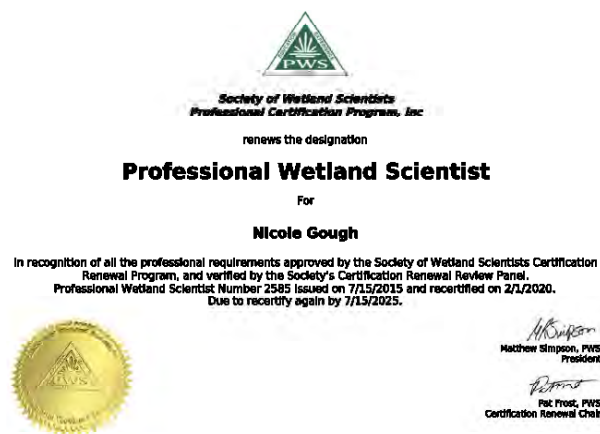 PWS
Society of Wetland Scientists
Professional Certification Program, Inc
renews the designation
Professional Wetland Scientist
For
Nicole Gough
In recognition of all the professional requirements approved by the Society of Wetland Scientists Certification
Renewal Program, and verified by the Society's Certification Renewal Review Panel.
Professional Wetland Scientist Number 2585 issued on 7/15/2015 and recertified on 2/1/2020.
Due to recertify again by 7/15/2025.
PWS
Matthew Simpson, PWS
President
Pat Frost, PWS
Certification Renewal Chair